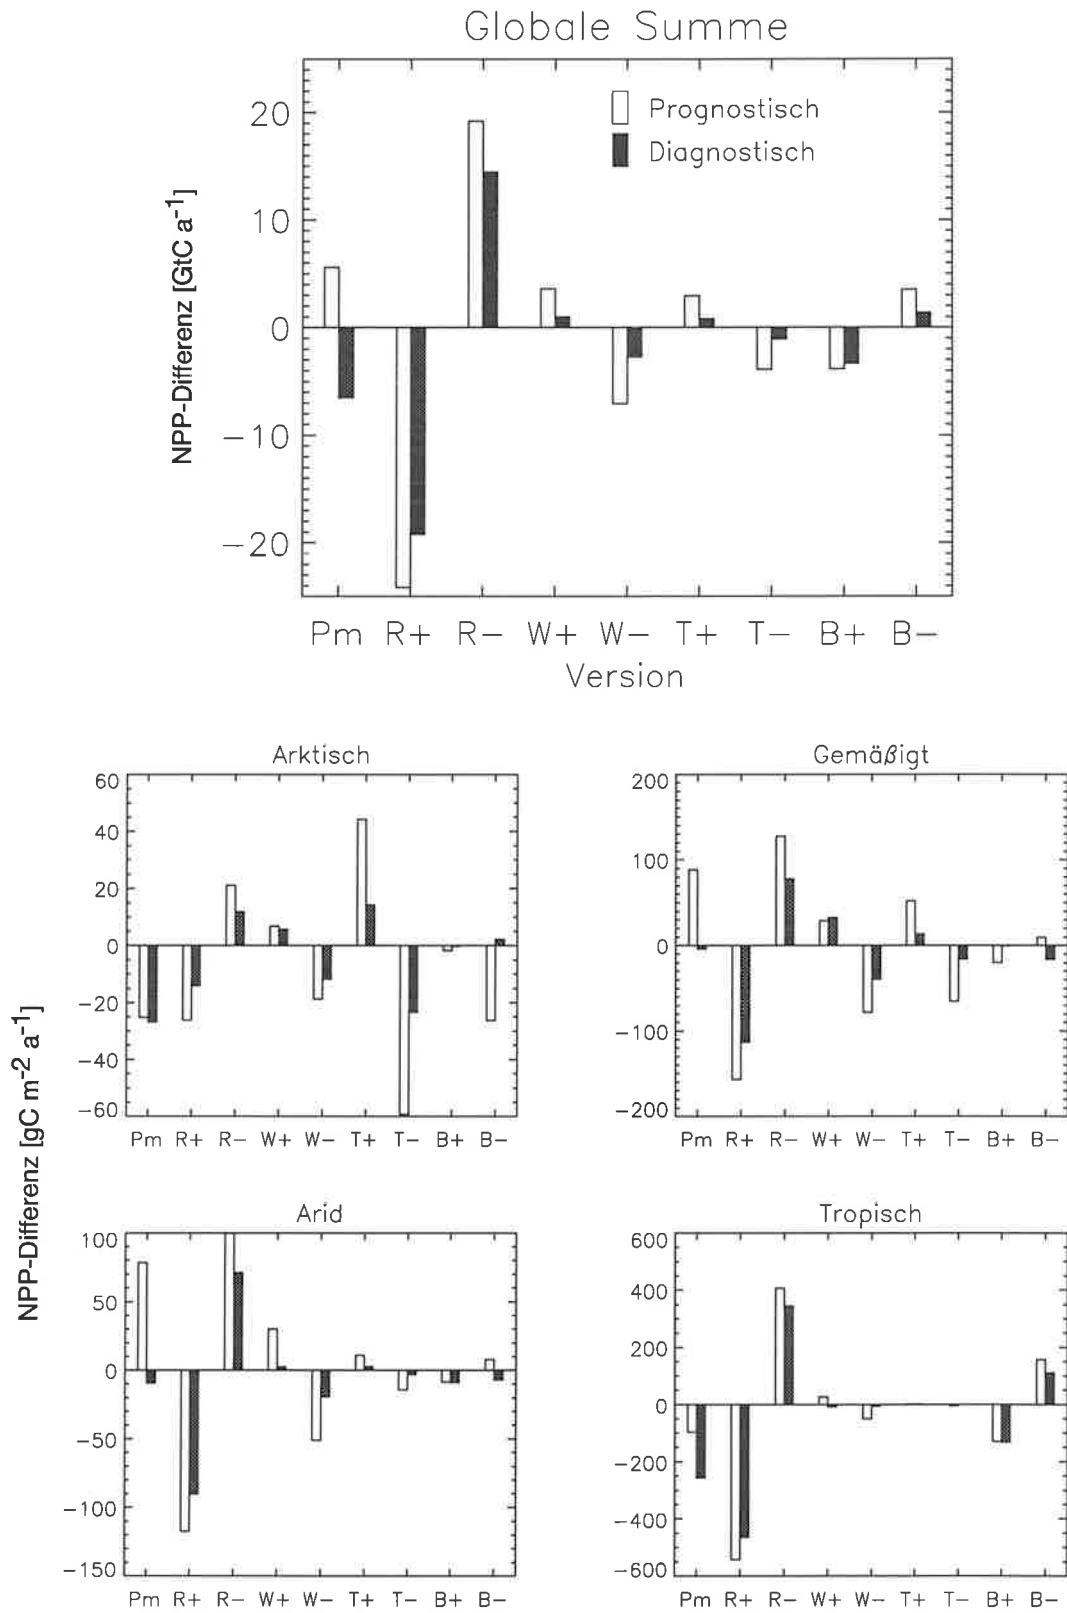 Globale Summe
Prognostisch
Diagnostisch
NPP-Differenz [GtC a⁻¹]
20
10
0
−10
−20
Pm R+ R− W+ W− T+ T− B+ B−
Version
NPP-Differenz [gC m⁻² a⁻¹]
Arktisch
60
40
20
0
−20
−40
−60
Pm R+ R− W+ W− T+ T− B+ B−
Gemäßigt
200
100
0
−100
−200
Pm R+ R− W+ W− T+ T− B+ B−
Arid
100
50
0
−50
−100
−150
Pm R+ R− W+ W− T+ T− B+ B−
Tropisch
600
400
200
0
−200
−400
−600
Pm R+ R− W+ W− T+ T− B+ B−